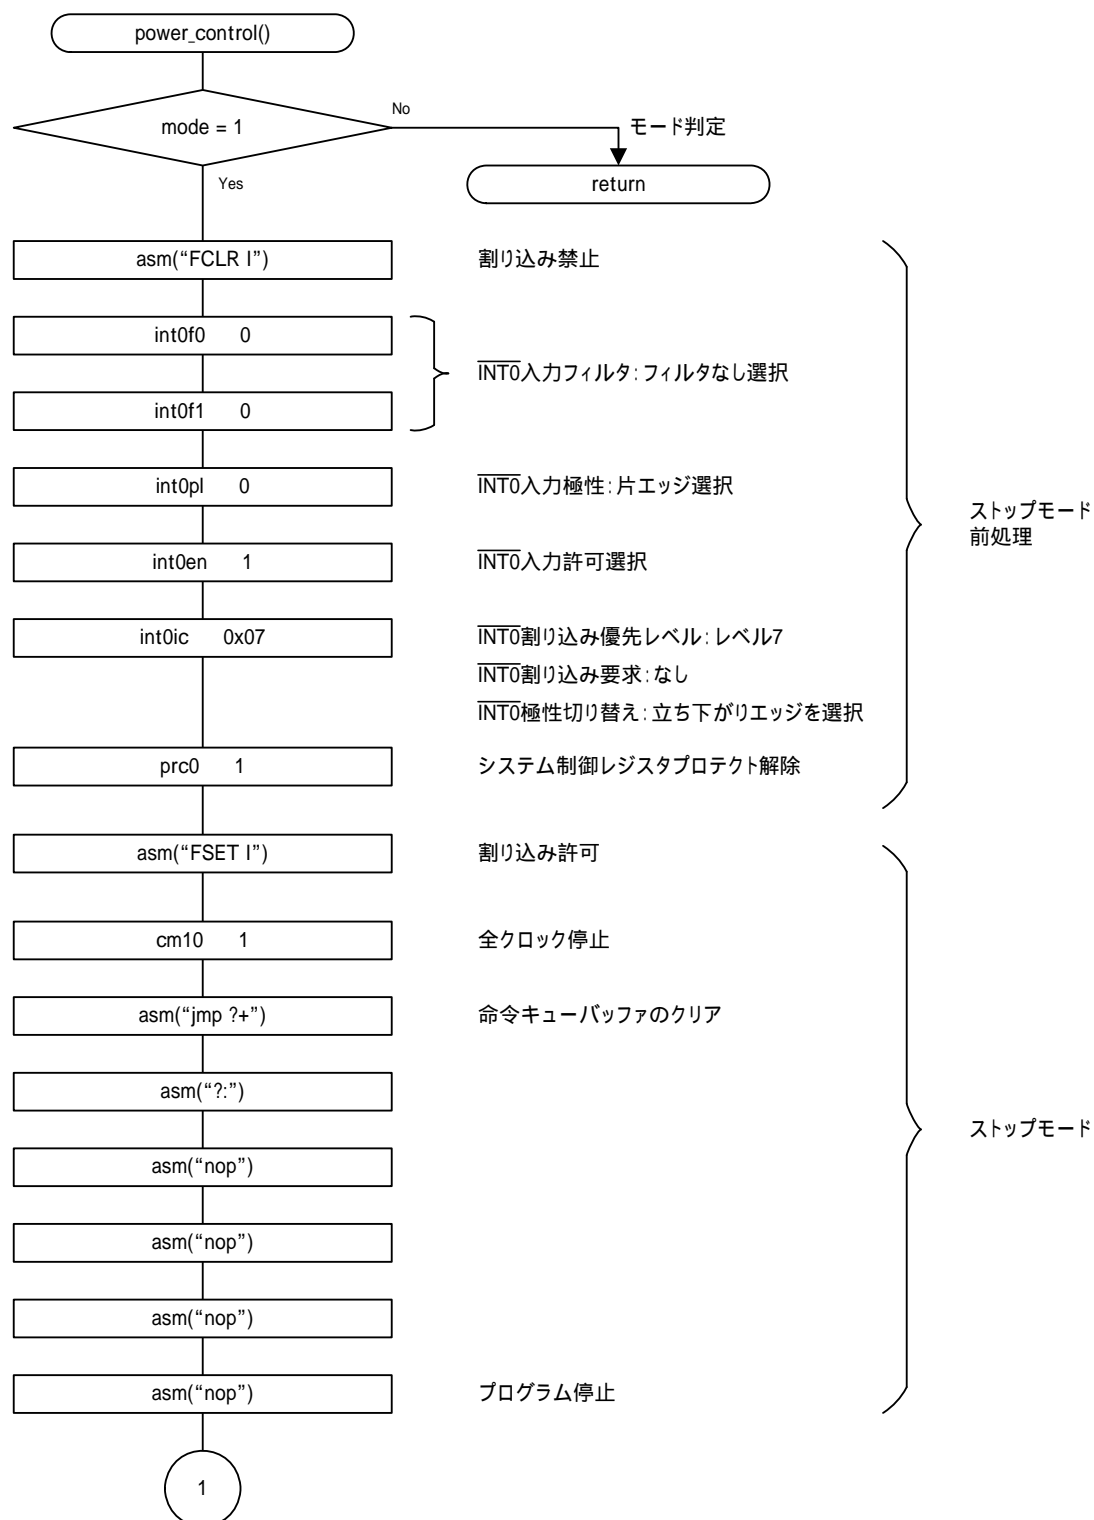 power_control()
mode = 1
No
モード判定
return
Yes
asm(“FCLR I”)
割り込み禁止
int0f0 0
INT0入力フィルタ:フィルタなし選択
int0f1 0
int0pl 0
INT0入力極性:片エッジ選択
ストップモード
前処理
int0en 1
INT0入力許可選択
int0ic 0x07
INT0割り込み優先レベル:レベル7
INT0割り込み要求:なし
INT0極性切り替え:立ち下がりエッジを選択
prc0 1
システム制御レジスタプロテクト解除
asm(“FSET I”)
割り込み許可
cm10 1
全クロック停止
asm(“jmp ?+”)
命令キューバッファのクリア
asm(“?:”)
ストップモード
asm(“nop”)
asm(“nop”)
asm(“nop”)
asm(“nop”)
プログラム停止
1